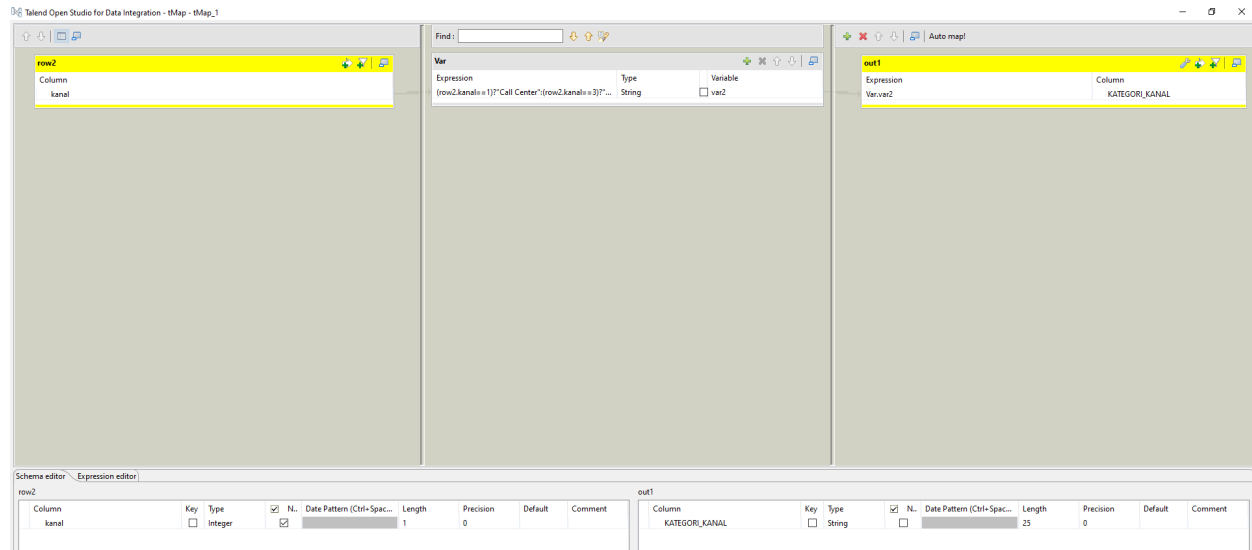 Talend Open Studio for Data Integration - tMap - tMap_1
Find :
Auto map!
row2
Column
kanal
Var
Expression Type Variable
(row2.kanal==1)?"Call Center":(row2.kanal==3)?"... String var2
out1
Expression Column
Var.var2 KATEGORI_KANAL
Schema editor Expression editor
row2
Column Key Type N.. Date Pattern (Ctrl+Spac... Length Precision Default Comment
kanal Integer 1 0
out1
Column Key Type N.. Date Pattern (Ctrl+Spac... Length Precision Default Comment
KATEGORI_KANAL String 25 0